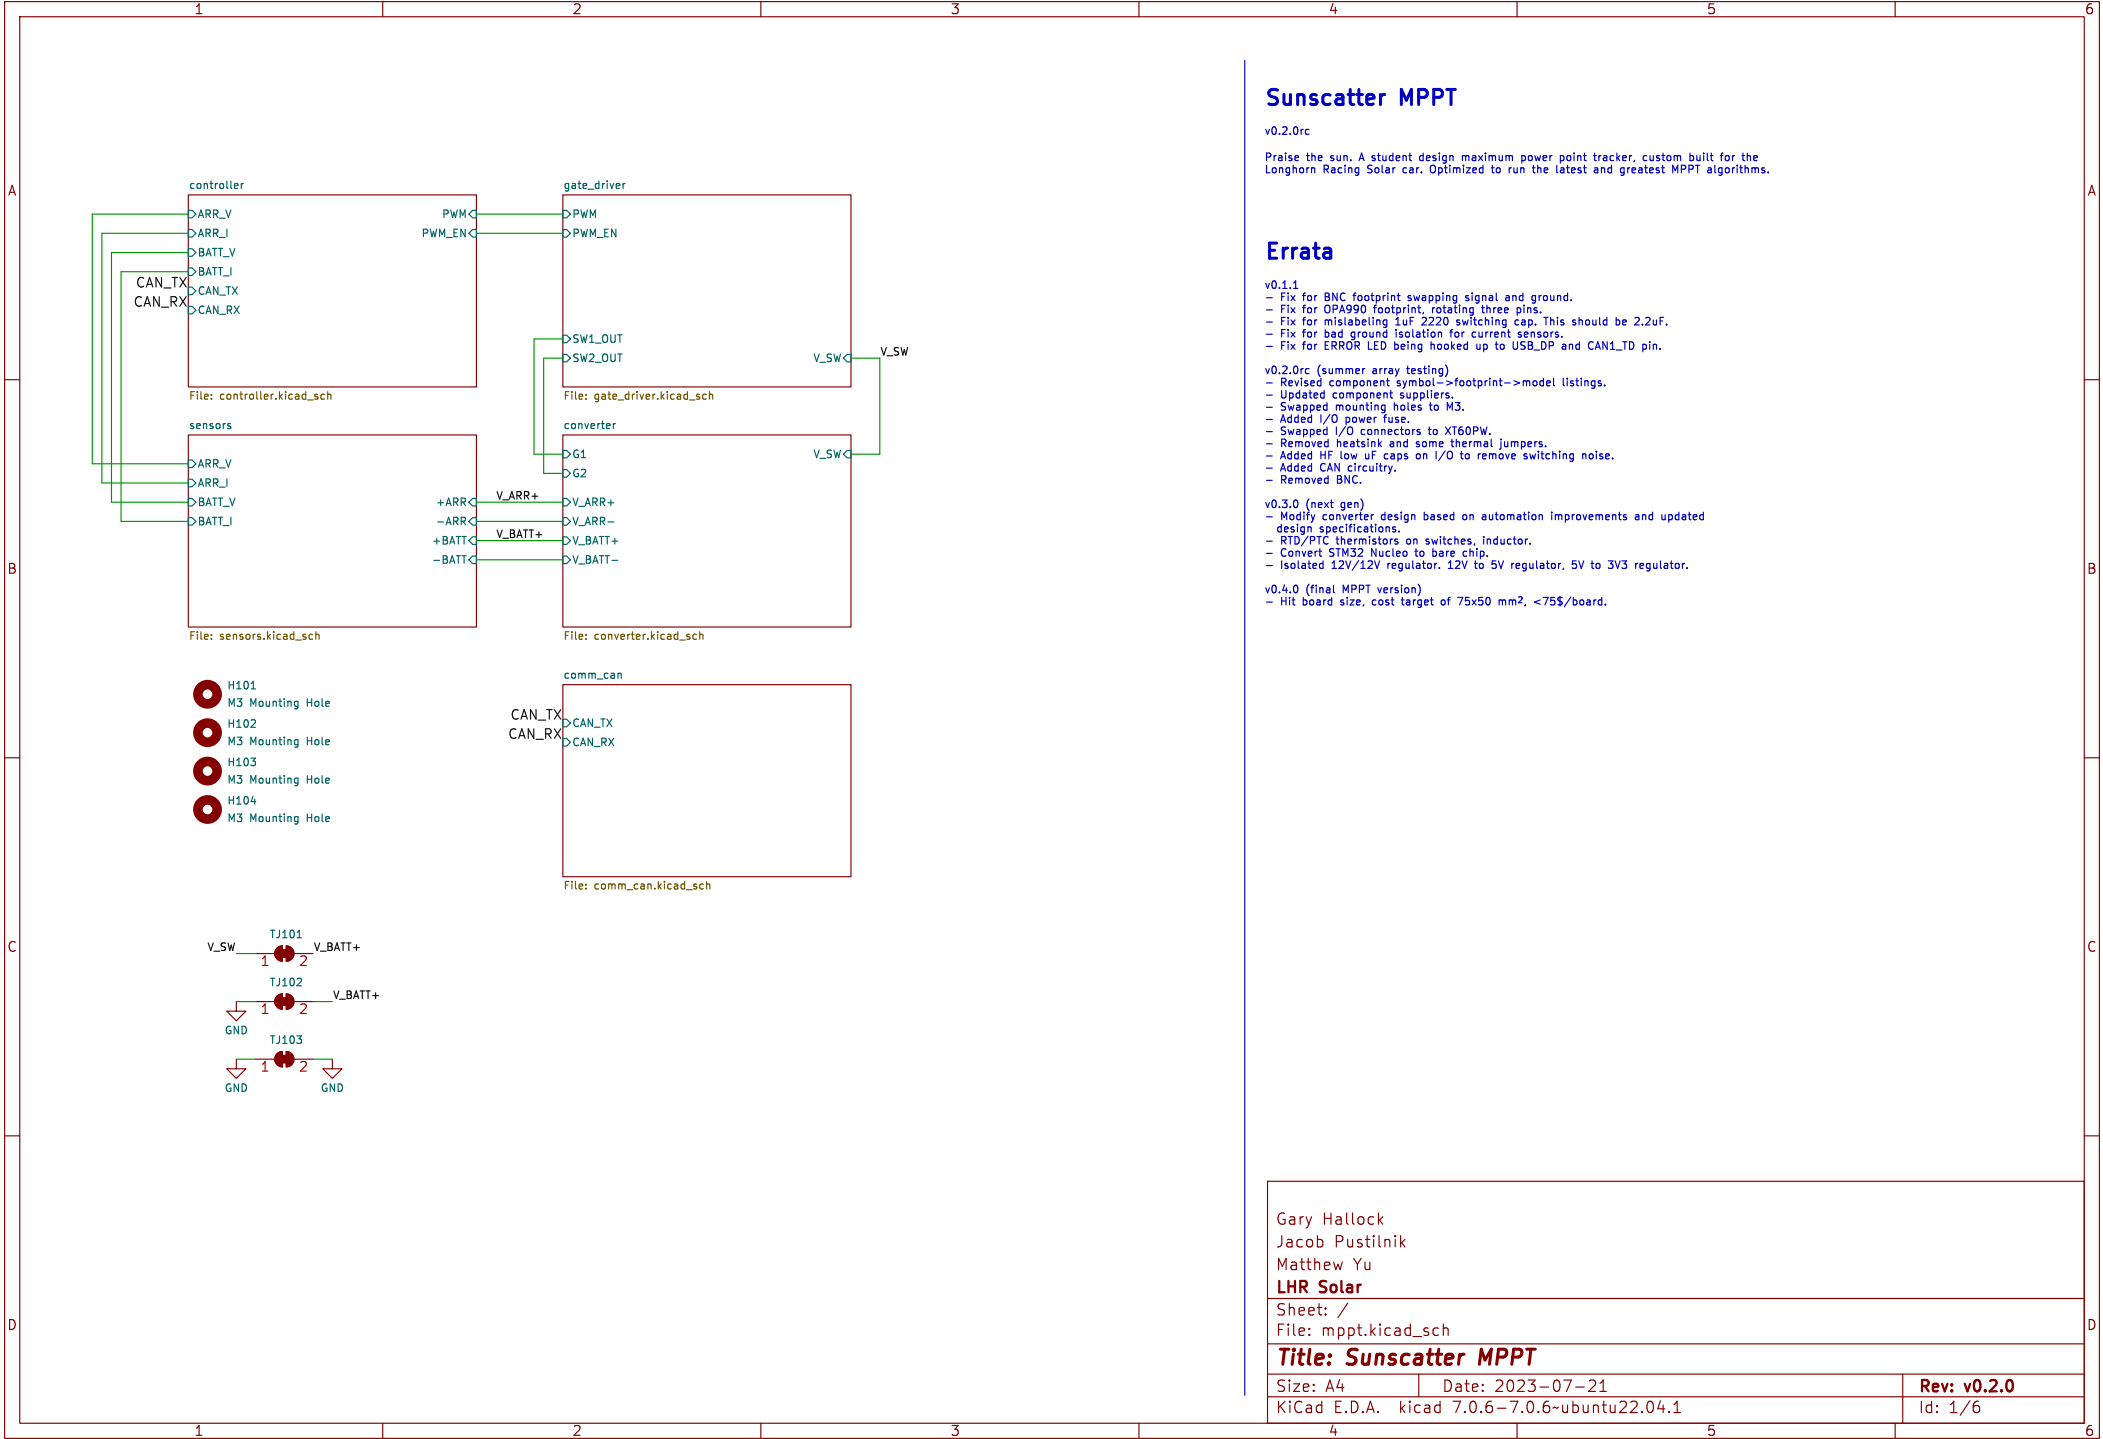 1 2 3 4 5 6
A
B
C
D
A
B
C
D
1 2 3 4 5 6
controller
ARR_V
ARR_I
BATT_V
BATT_I
CAN_TX
CAN_RX
CAN_TX
CAN_RX
PWM
PWM_EN
File: controller.kicad_sch
gate_driver
PWM
PWM_EN
SW1_OUT
SW2_OUT
V_SW
V_SW
File: gate_driver.kicad_sch
sensors
ARR_V
ARR_I
BATT_V
BATT_I
+ARR
-ARR
+BATT
-BATT
File: sensors.kicad_sch
V_ARR+
V_BATT+
converter
G1
G2
V_ARR+
V_ARR-
V_BATT+
V_BATT-
V_SW
File: converter.kicad_sch
H101
M3 Mounting Hole
H102
M3 Mounting Hole
H103
M3 Mounting Hole
H104
M3 Mounting Hole
comm_can
CAN_TX
CAN_RX
CAN_TX
CAN_RX
File: comm_can.kicad_sch
TJ101
V_SW
1 2
V_BATT+
TJ102
1 2
V_BATT+
GND
TJ103
1 2
GND
GND
Sunscatter MPPT
v0.2.0rc
Praise the sun. A student design maximum power point tracker, custom built for the
Longhorn Racing Solar car. Optimized to run the latest and greatest MPPT algorithms.
Errata
v0.1.1
- Fix for BNC footprint swapping signal and ground.
- Fix for OPA990 footprint, rotating three pins.
- Fix for mislabeling 1uF 2220 switching cap. This should be 2.2uF.
- Fix for bad ground isolation for current sensors.
- Fix for ERROR LED being hooked up to USB_DP and CAN1_TD pin.
v0.2.0rc (summer array testing)
- Revised component symbol->footprint->model listings.
- Updated component suppliers.
- Swapped mounting holes to M3.
- Added I/O power fuse.
- Swapped I/O connectors to XT60PW.
- Removed heatsink and some thermal jumpers.
- Added HF low uF caps on I/O to remove switching noise.
- Added CAN circuitry.
- Removed BNC.
v0.3.0 (next gen)
- Modify converter design based on automation improvements and updated
design specifications.
- RTD/PTC thermistors on switches, inductor.
- Convert STM32 Nucleo to bare chip.
- Isolated 12V/12V regulator. 12V to 5V regulator, 5V to 3V3 regulator.
v0.4.0 (final MPPT version)
- Hit board size, cost target of 75x50 mm², <75$/board.
Gary Hallock
Jacob Pustilnik
Matthew Yu
LHR Solar
Sheet: /
File: mppt.kicad_sch
Title: Sunscatter MPPT
Size: A4 Date: 2023-07-21 Rev: v0.2.0
KiCad E.D.A. kicad 7.0.6-7.0.6~ubuntu22.04.1 Id: 1/6